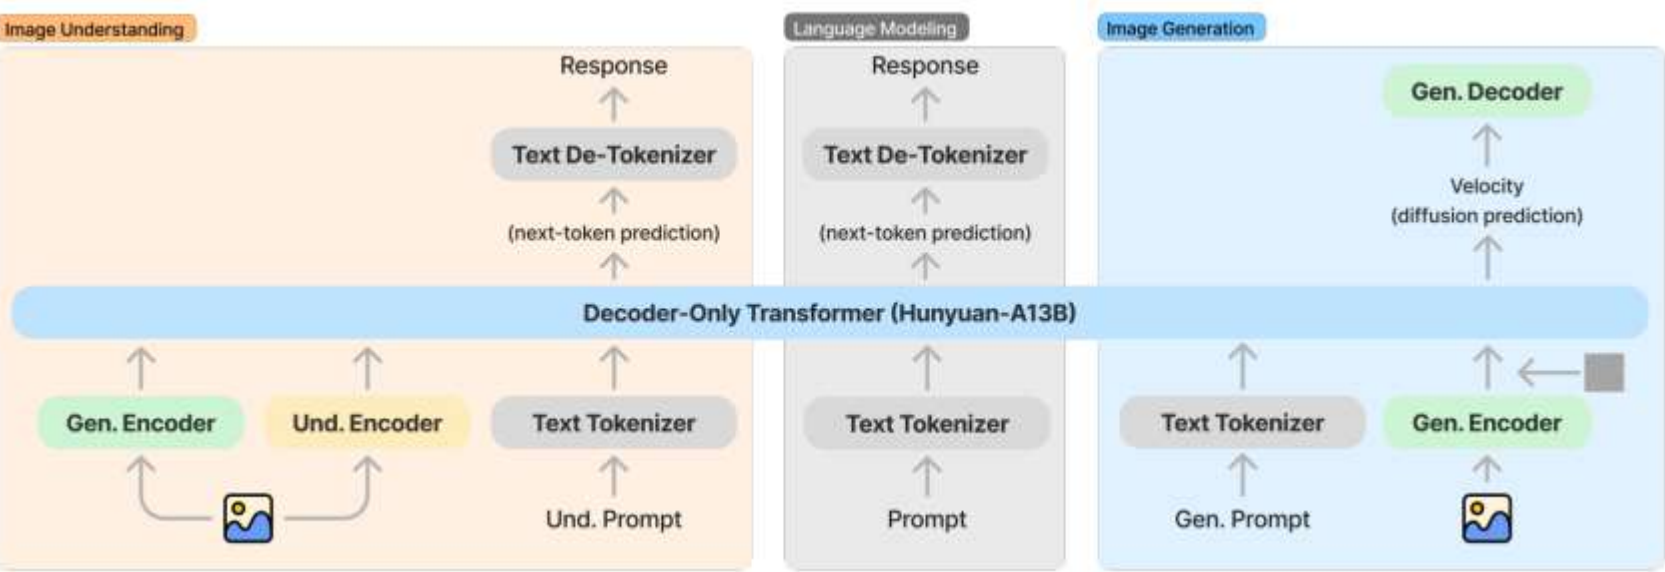 Image Understanding
Response
Text De-Tokenizer
(next-token prediction)
Language Modeling
Response
Text De-Tokenizer
(next-token prediction)
Image Generation
Gen. Decoder
Velocity
(diffusion prediction)
Decoder-Only Transformer (Hunyuan-A13B)
Gen. Encoder
Und. Encoder
Text Tokenizer
Und. Prompt
Text Tokenizer
Prompt
Text Tokenizer
Gen. Prompt
Gen. Encoder